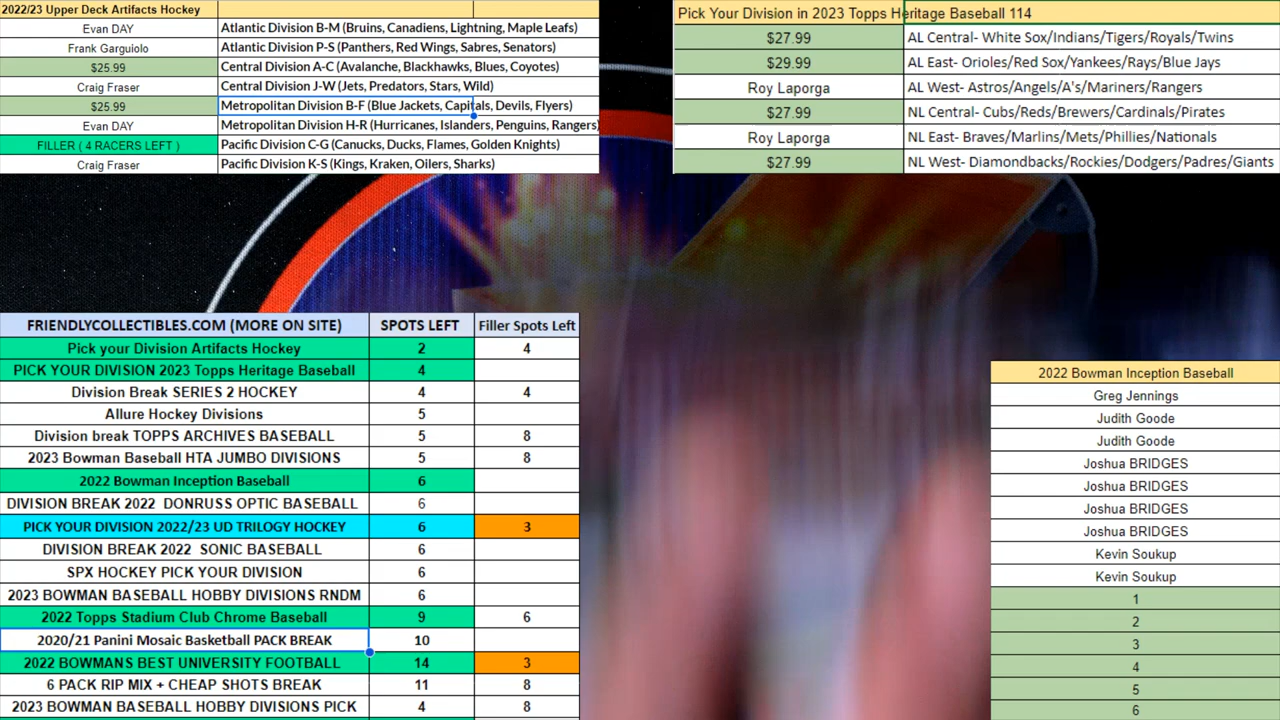 2022/23 Upper Deck Artifacts Hockey
Evan DAY Atlantic Division B-M (Bruins, Canadiens, Lightning, Maple Leafs)
Frank Garguiolo Atlantic Division P-S (Panthers, Red Wings, Sabres, Senators)
$25.99 Central Division A-C (Avalanche, Blackhawks, Blues, Coyotes)
Craig Fraser Central Division J-W (Jets, Predators, Stars, Wild)
$25.99 Metropolitan Division B-F (Blue Jackets, Capitals, Devils, Flyers)
Evan DAY Metropolitan Division H-R (Hurricanes, Islanders, Penguins, Rangers)
FILLER ( 4 RACERS LEFT ) Pacific Division C-G (Canucks, Ducks, Flames, Golden Knights)
Craig Fraser Pacific Division K-S (Kings, Kraken, Oilers, Sharks)
Pick Your Division in 2023 Topps Heritage Baseball 114
$27.99 AL Central- White Sox/Indians/Tigers/Royals/Twins
$29.99 AL East- Orioles/Red Sox/Yankees/Rays/Blue Jays
Roy Laporga AL West- Astros/Angels/A's/Mariners/Rangers
$27.99 NL Central- Cubs/Reds/Brewers/Cardinals/Pirates
Roy Laporga NL East- Braves/Marlins/Mets/Phillies/Nationals
$27.99 NL West- Diamondbacks/Rockies/Dodgers/Padres/Giants
FRIENDLYCOLLECTIBLES.COM (MORE ON SITE) SPOTS LEFT Filler Spots Left
Pick your Division Artifacts Hockey 2 4
PICK YOUR DIVISION 2023 Topps Heritage Baseball 4
Division Break SERIES 2 HOCKEY 4 4
Allure Hockey Divisions 5
Division break TOPPS ARCHIVES BASEBALL 5 8
2023 Bowman Baseball HTA JUMBO DIVISIONS 5 8
2022 Bowman Inception Baseball 6
DIVISION BREAK 2022 DONRUSS OPTIC BASEBALL 6
PICK YOUR DIVISION 2022/23 UD TRILOGY HOCKEY 6 3
DIVISION BREAK 2022 SONIC BASEBALL 6
SPX HOCKEY PICK YOUR DIVISION 6
2023 BOWMAN BASEBALL HOBBY DIVISIONS RNDM 6
2022 Topps Stadium Club Chrome Baseball 9 6
2020/21 Panini Mosaic Basketball PACK BREAK 10
2022 BOWMANS BEST UNIVERSITY FOOTBALL 14 3
6 PACK RIP MIX + CHEAP SHOTS BREAK 11 8
2023 BOWMAN BASEBALL HOBBY DIVISIONS PICK 4 8
2022 Bowman Inception Baseball
Greg Jennings
Judith Goode
Judith Goode
Joshua BRIDGES
Joshua BRIDGES
Joshua BRIDGES
Joshua BRIDGES
Kevin Soukup
Kevin Soukup
1
2
3
4
5
6